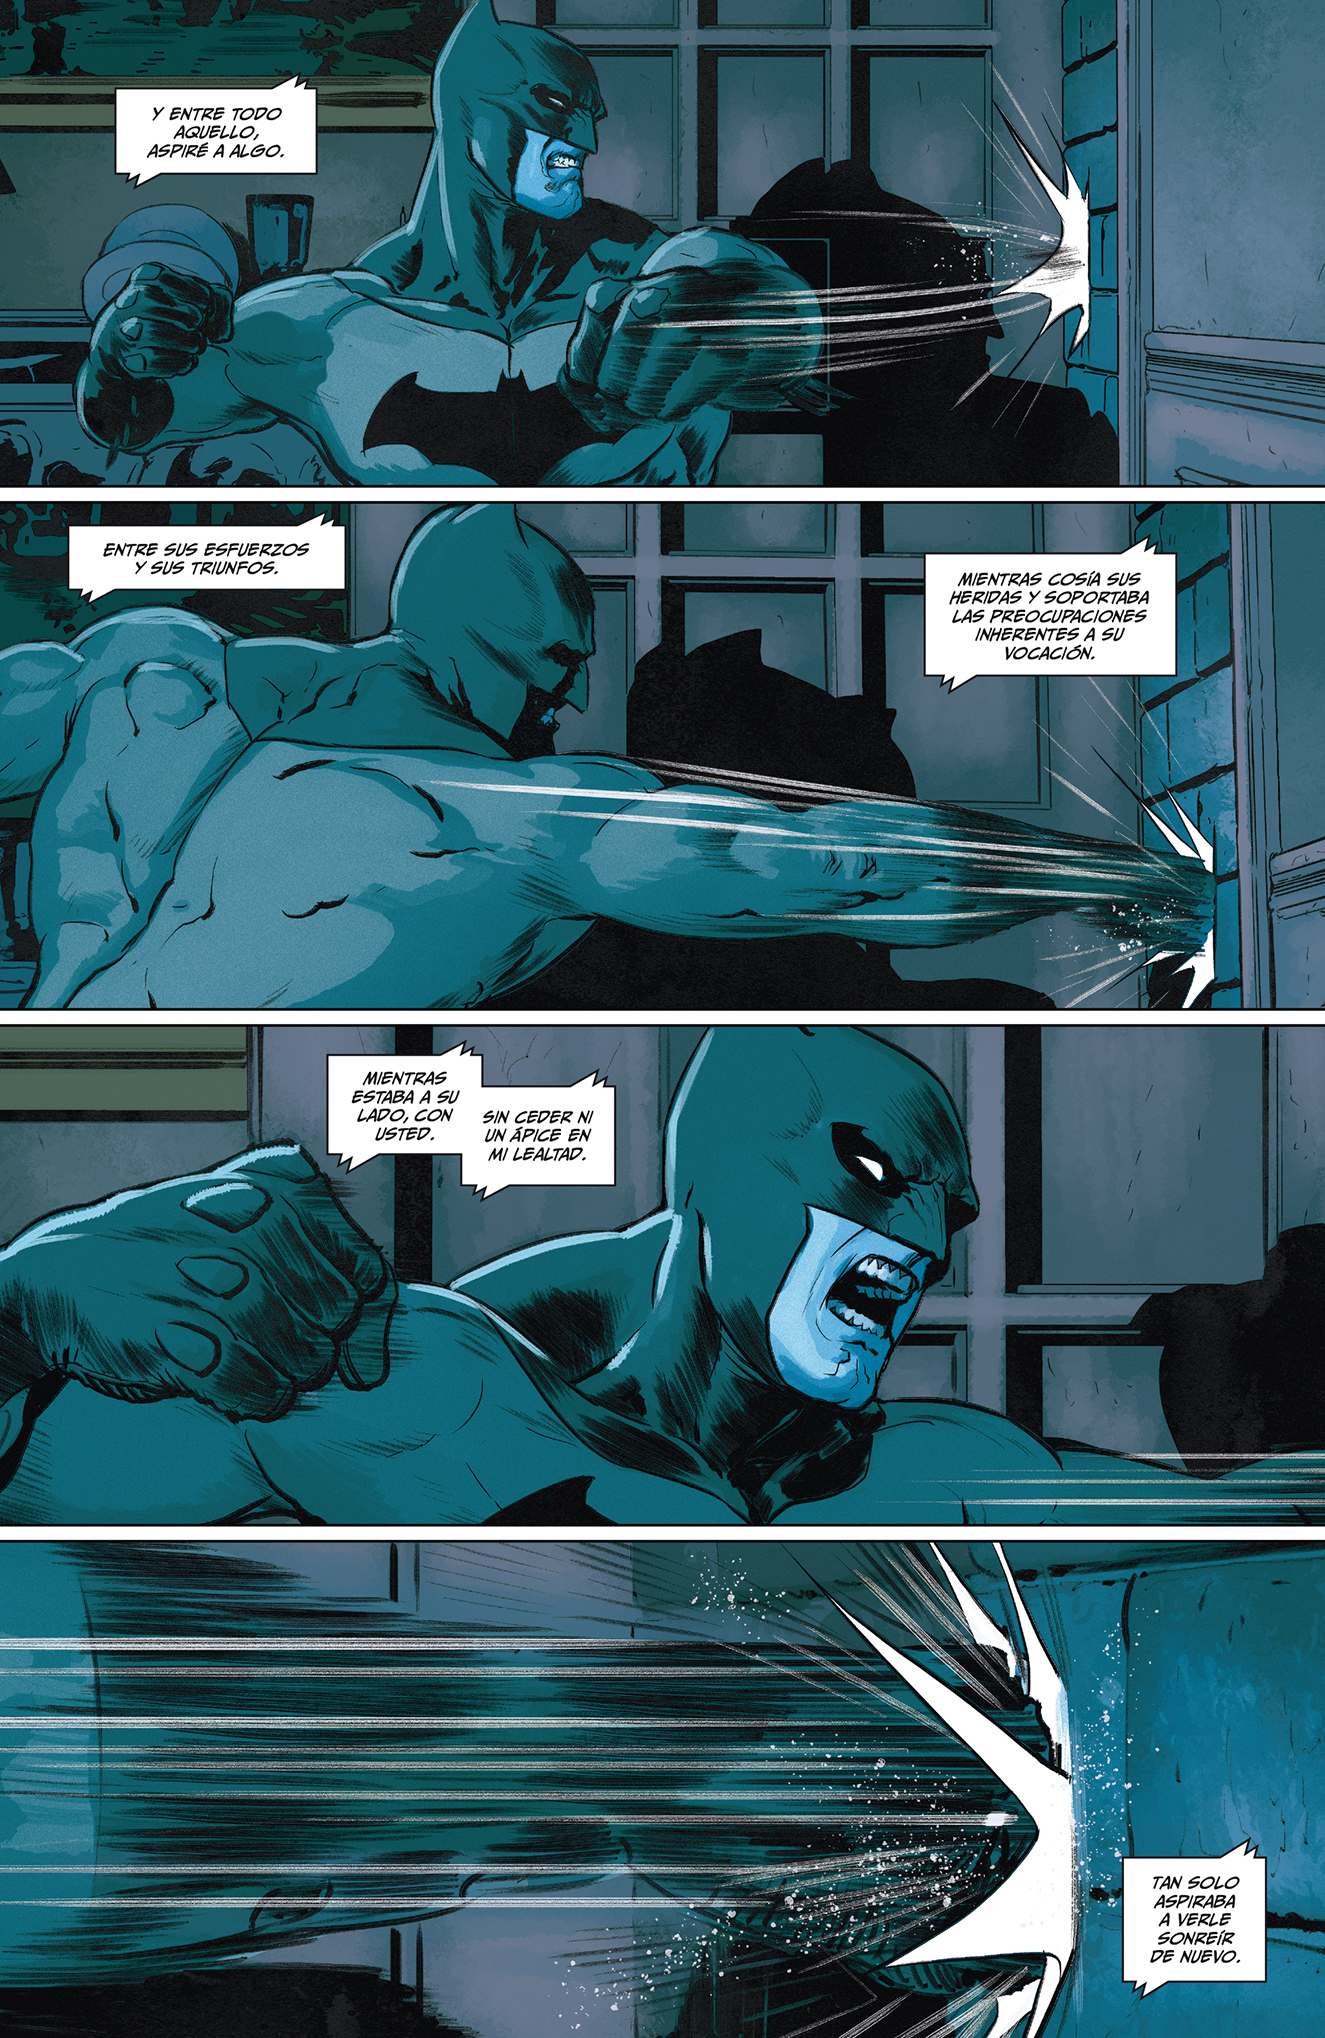 Y ENTRE TODO
AQUELLO,
ASPIRÉ A ALGO.
ENTRE SUS ESFUERZOS
Y SUS TRIUNFOS.
MIENTRAS COSÍA SUS
HERIDAS Y SOPORTABA
LAS PREOCUPACIONES
INHERENTES A SU
VOCACIÓN.
MIENTRAS
ESTABA A SU
LADO, CON
USTED.
SIN CEDER NI
UN ÁPICE EN
MI LEALTAD.
TAN SOLO
ASPIRABA
A VERLE
SONREÍR
DE NUEVO.